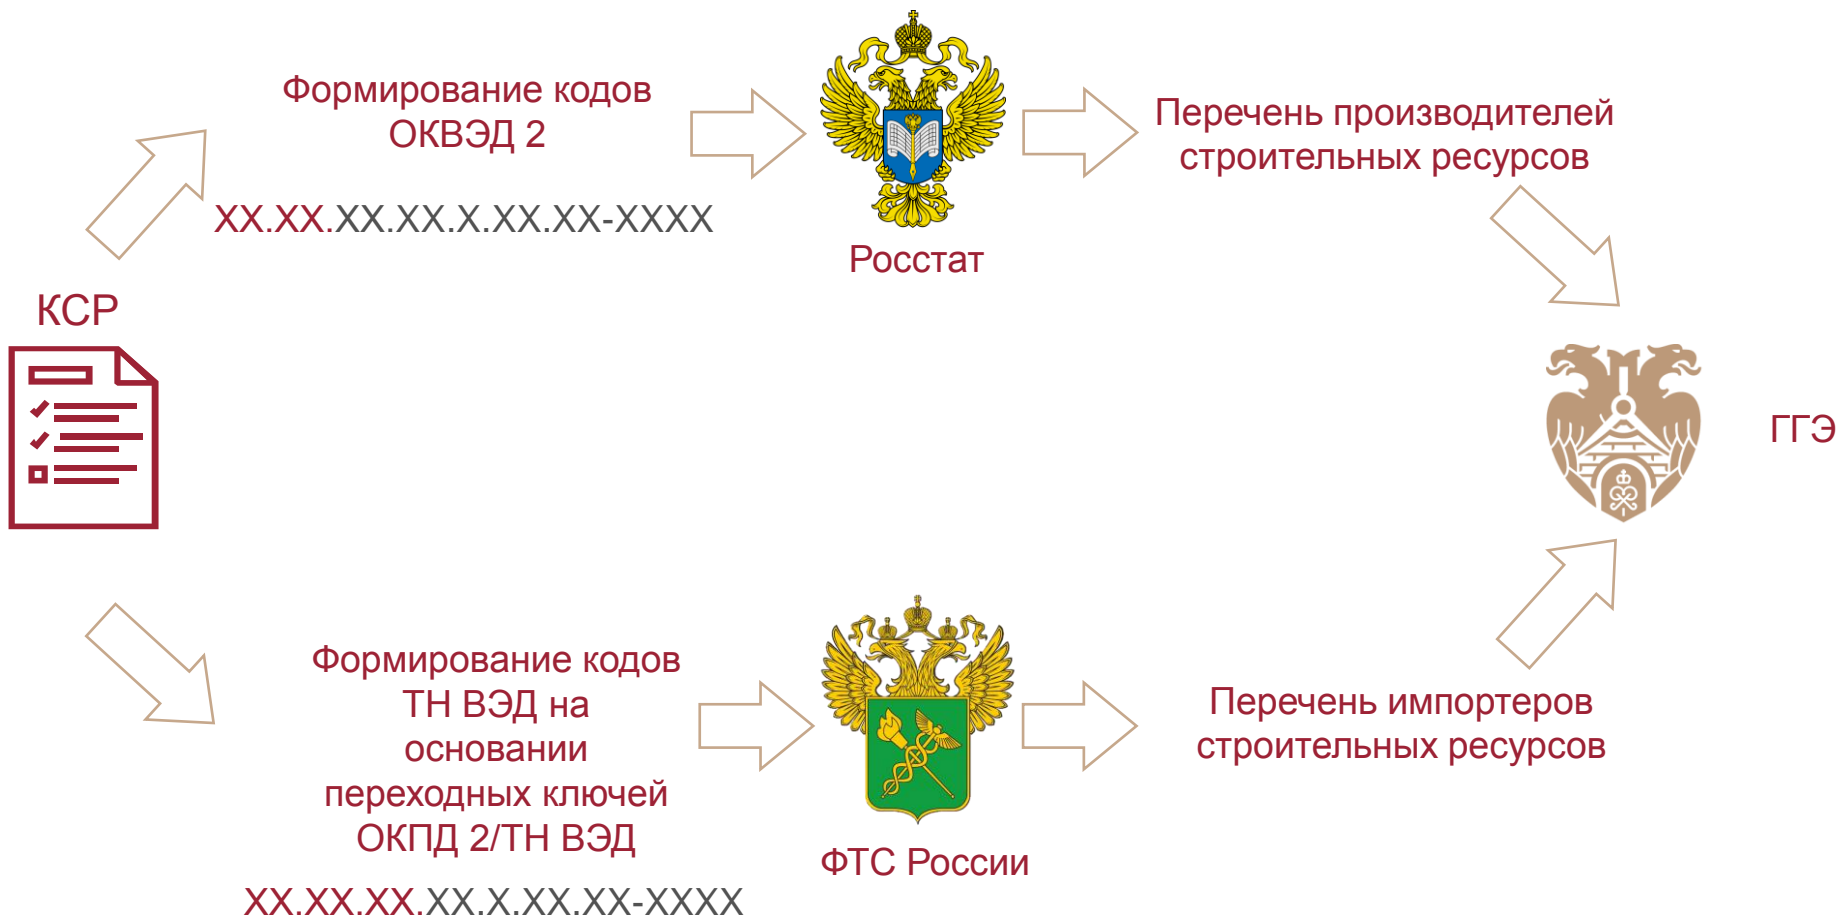 Формирование кодов
ОКВЭД 2
XX.XX.XX.XX.X.XX.XX-XXXX
Росстат
Перечень производителей
строительных ресурсов
КСР
ГГЭ
Формирование кодов
ТН ВЭД на
основании
переходных ключей
ОКПД 2/ТН ВЭД
XX.XX.XX.XX.X.XX.XX-XXXX
ФТС России
Перечень импортеров
строительных ресурсов